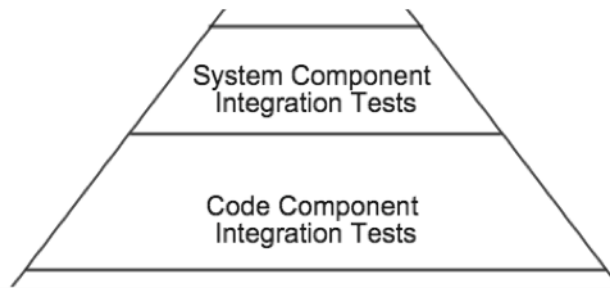 System Component
Integration Tests
Code Component
Integration Tests